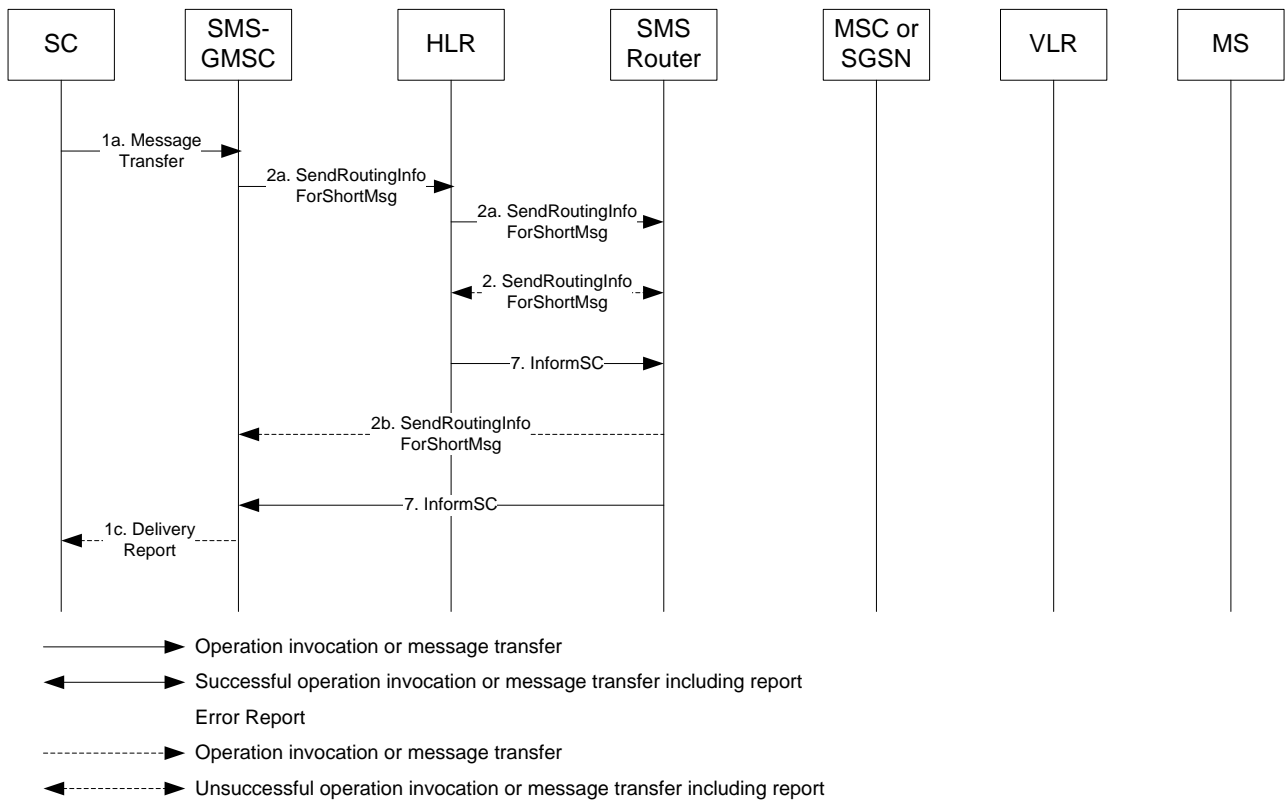 SC
SMS-
GMSC
HLR
SMS
Router
MSC or
SGSN
VLR
MS
1a. Message
Transfer
2a. SendRoutingInfo
ForShortMsg
2a. SendRoutingInfo
ForShortMsg
2. SendRoutingInfo
ForShortMsg
7. InformSC
2b. SendRoutingInfo
ForShortMsg
7. InformSC
1c. Delivery
Report
Operation invocation or message transfer
Successful operation invocation or message transfer including report
Error Report
Operation invocation or message transfer
Unsuccessful operation invocation or message transfer including report